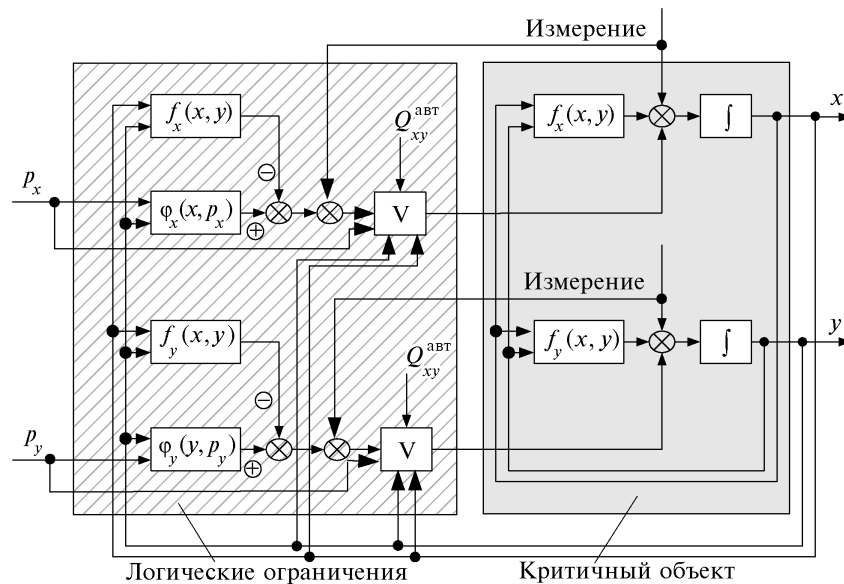 Измерение
f_x(x, y)
Q_xy^авт
f_x(x, y)
∫
x
p_x
φ_x(x, p_x)
V
Измерение
f_y(x, y)
Q_xy^авт
f_y(x, y)
∫
y
p_y
φ_y(y, p_y)
V
Логические ограничения
Критичный объект